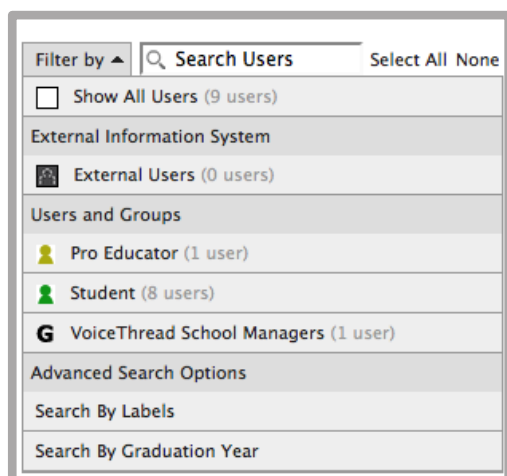 Filter by ▲ Search Users Select All None
Show All Users (9 users)
External Information System
External Users (0 users)
Users and Groups
Pro Educator (1 user)
Student (8 users)
G VoiceThread School Managers (1 user)
Advanced Search Options
Search By Labels
Search By Graduation Year